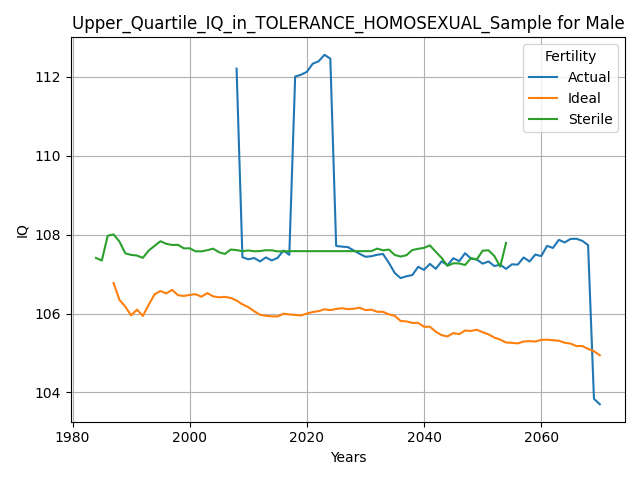 Upper_Quartile_IQ_in_TOLERANCE_HOMOSEXUAL_Sample for Male
Fertility
Actual
Ideal
Sterile
IQ
112
110
108
106
104
1980
2000
2020
2040
2060
Years